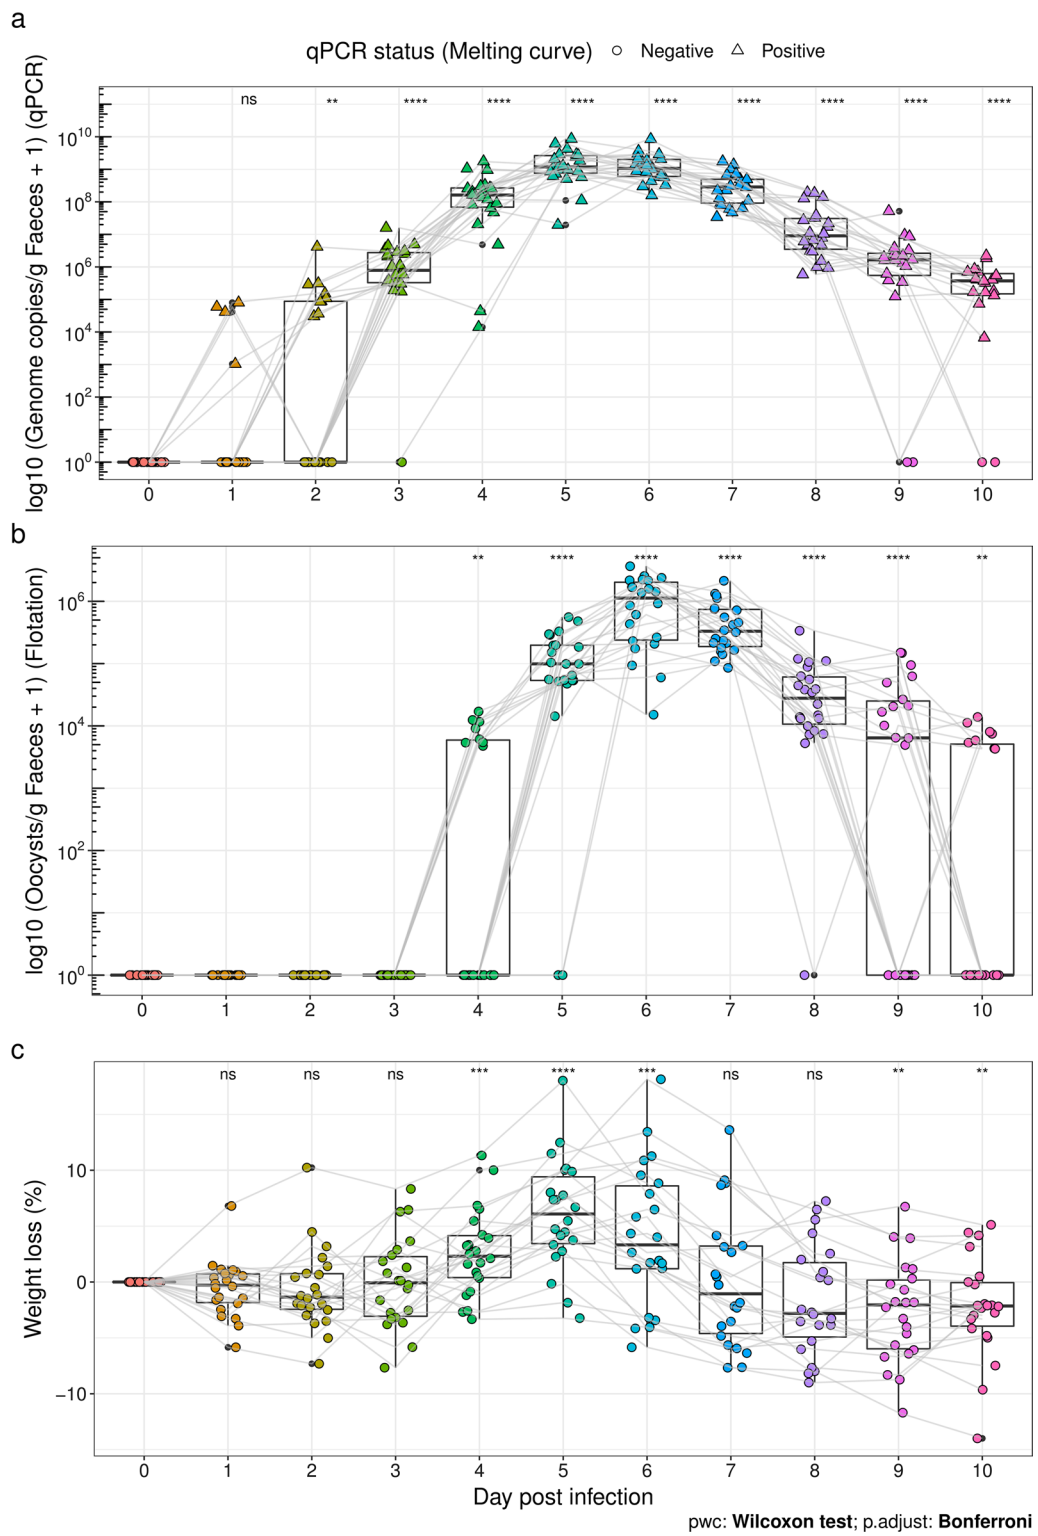 a
qPCR status (Melting curve) Negative Positive
log10 (Genome copies/g Faeces + 1) (qPCR)
ns ** **** **** **** **** **** **** **** ****
10^10
10^8
10^6
10^4
10^2
10^0
0 1 2 3 4 5 6 7 8 9 10
b
log10 (Oocysts/g Faeces + 1) (Flotation)
** **** **** **** **** **** **
10^6
10^4
10^2
10^0
0 1 2 3 4 5 6 7 8 9 10
c
Weight loss (%)
ns ns ns *** **** *** ns ns ** **
10
0
−10
0 1 2 3 4 5 6 7 8 9 10
Day post infection
pwc: Wilcoxon test; p.adjust: Bonferroni